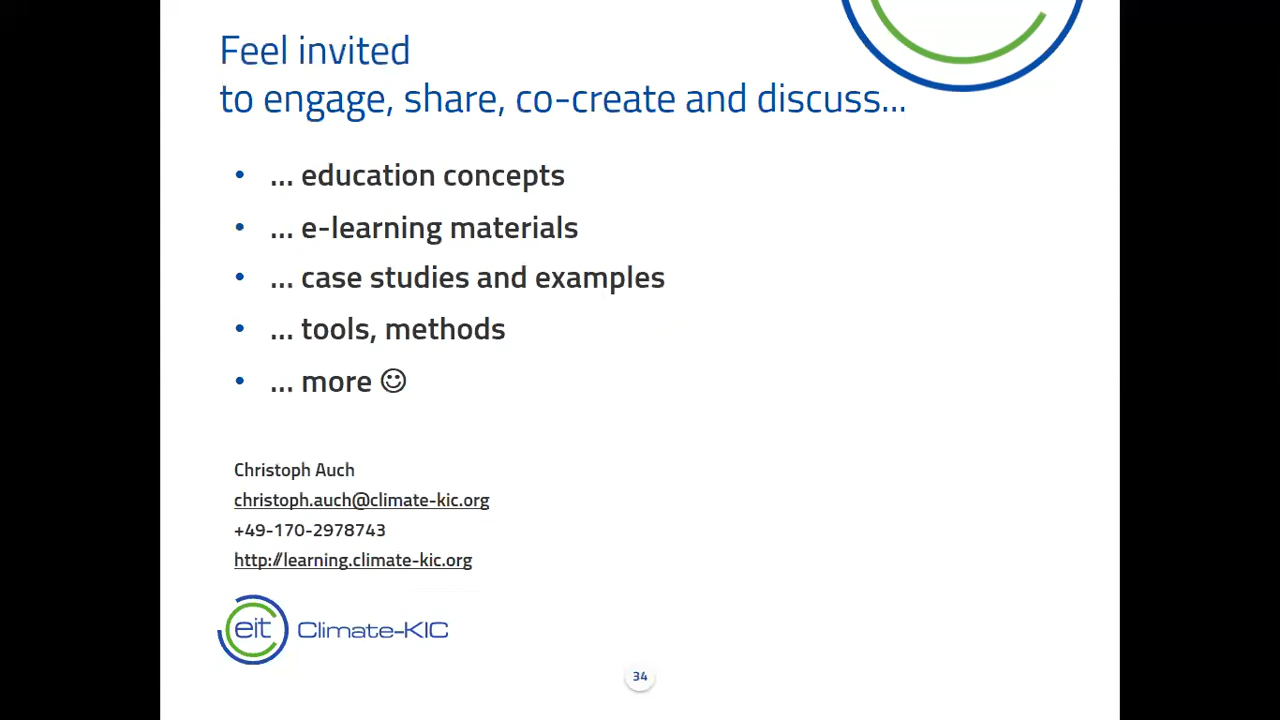 Feel invited
to engage, share, co-create and discuss...
• ... education concepts
• ... e-learning materials
• ... case studies and examples
• ... tools, methods
• ... more ☺
Christoph Auch
christoph.auch@climate-kic.org
+49-170-2978743
http://learning.climate-kic.org
eit Climate-KIC
34